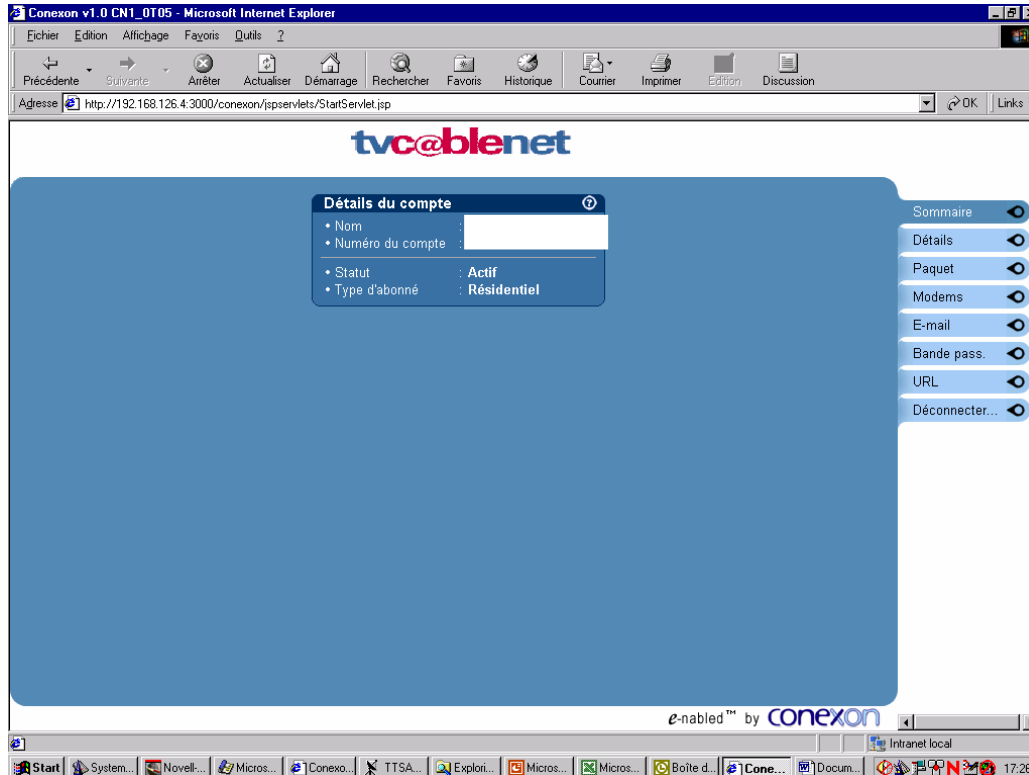 Conexon v1.0 CN1_0T05 - Microsoft Internet Explorer
Fichier Edition Affichage Favoris Outils ?
Précédente Suivante Arrêter Actualiser Démarrage Rechercher Favoris Historique Courrier Imprimer Edition Discussion
Adresse http://192.168.126.4:3000/conexon/jspservlets/StartServlet.jsp OK Links
tvc@blenet
Détails du compte ?
• Nom :
• Numéro du compte :
• Statut : Actif
• Type d'abonné : Résidentiel
Sommaire
Détails
Paquet
Modems
E-mail
Bande pass.
URL
Déconnecter...
e-nabled™ by conexon
Intranet local
Start System... Novell-... Micros... Conexo... TTSA... Explori... Micros... Micros... Boîte d... Cone... Docum... 17:2